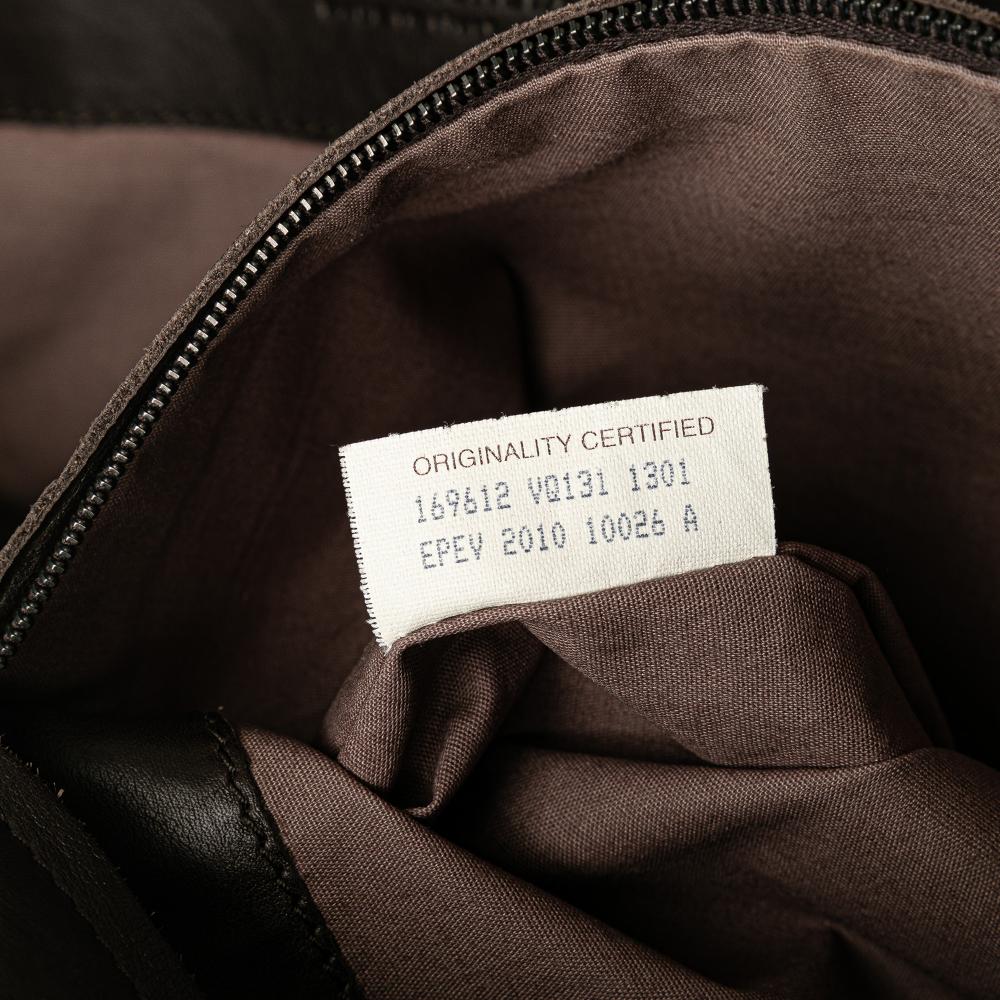 ORIGINALITY CERTIFIED
169612 VQ131 1301
EPEV 2010 10026 A